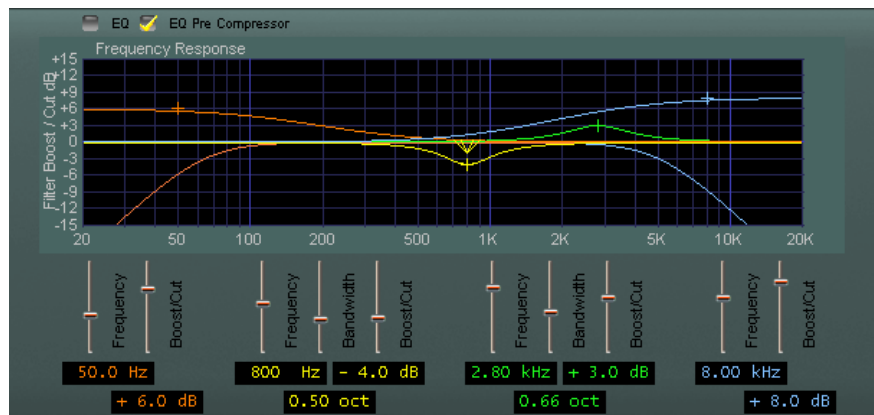 EQ EQ Pre Compressor
Frequency Response
Filter Boost / Cut dB
+15
+12
+9
+6
+3
0
-3
-6
-9
-12
-15
20 50 100 200 500 1K 2K 5K 10K 20K
Frequency Boost/Cut Frequency Bandwidth Boost/Cut Frequency Bandwidth Boost/Cut Frequency Boost/Cut
50.0 Hz 800 Hz - 4.0 dB 2.80 kHz + 3.0 dB 8.00 kHz
+ 6.0 dB 0.50 oct 0.66 oct + 8.0 dB